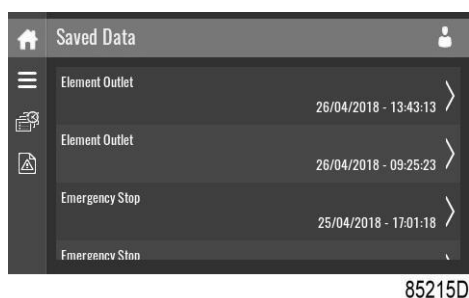 Saved Data
Element Outlet
26/04/2018 - 13:43:13
Element Outlet
26/04/2018 - 09:25:23
Emergency Stop
25/04/2018 - 17:01:18
Emergency Stop
85215D